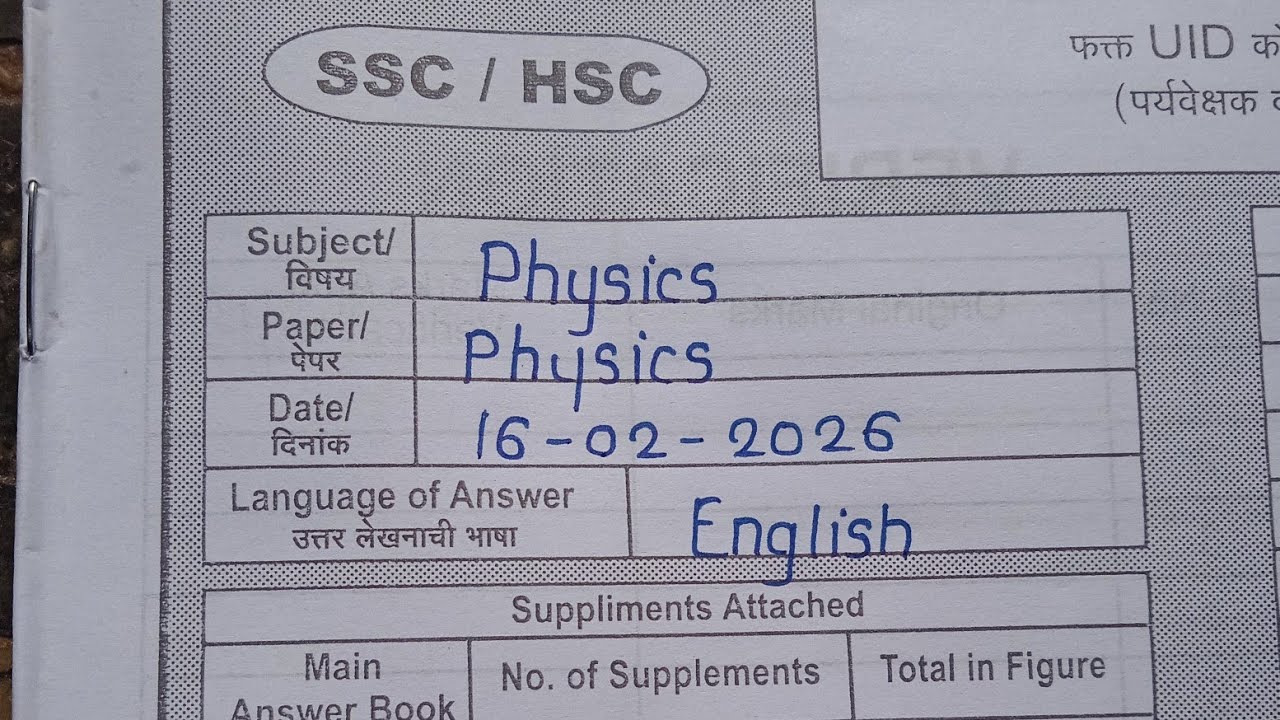 SSC / HSC
फक्त UID
(पर्यवेक्षक
Subject/ Physics
विषय
Paper/ Physics
पेपर
Date/ 16-02-2026
दिनांक
Language of Answer English
उत्तर लेखनाची भाषा
Suppliments Attached
Main No. of Supplements Total in Figure
Answer Book